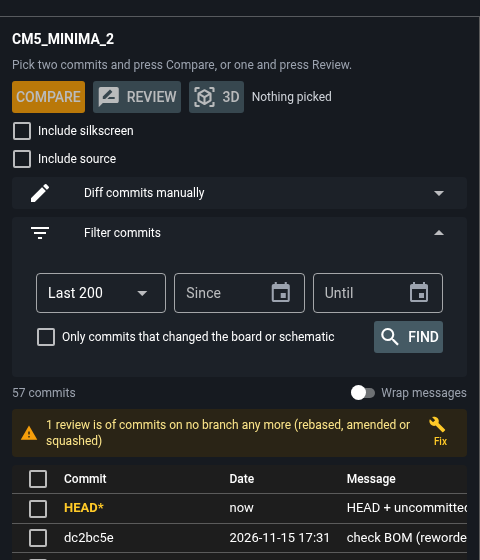 CM5_MINIMA_2
Pick two commits and press Compare, or one and press Review.
COMPARE REVIEW 3D Nothing picked
Include silkscreen
Include source
Diff commits manually
Filter commits
Last 200 Since Until
Only commits that changed the board or schematic FIND
57 commits Wrap messages
1 review is of commits on no branch any more (rebased, amended or
squashed) Fix
Commit Date Message
HEAD* now HEAD + uncommitted
dc2bc5e 2026-11-15 17:31 check BOM (reworde